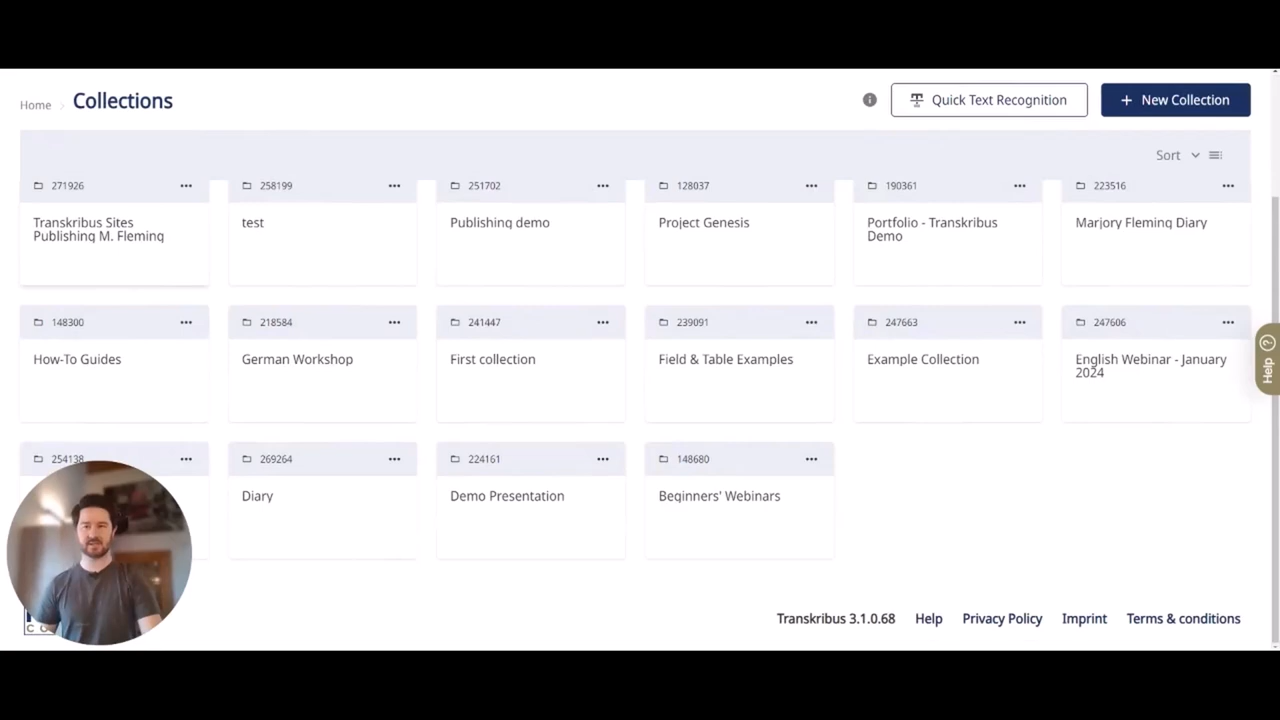 Home
Collections
Quick Text Recognition
+ New Collection
Sort
271926
258199
251702
128037
190361
223516
Transkribus Sites
Publishing M. Fleming
test
Publishing demo
Project Genesis
Portfolio - Transkribus
Demo
Marjory Fleming Diary
148300
218584
241447
239091
247663
247606
How-To Guides
German Workshop
First collection
Field & Table Examples
Example Collection
English Webinar - January
2024
254138
269264
224161
148680
Diary
Demo Presentation
Beginners' Webinars
Help
Transkribus 3.1.0.68
Help
Privacy Policy
Imprint
Terms & conditions